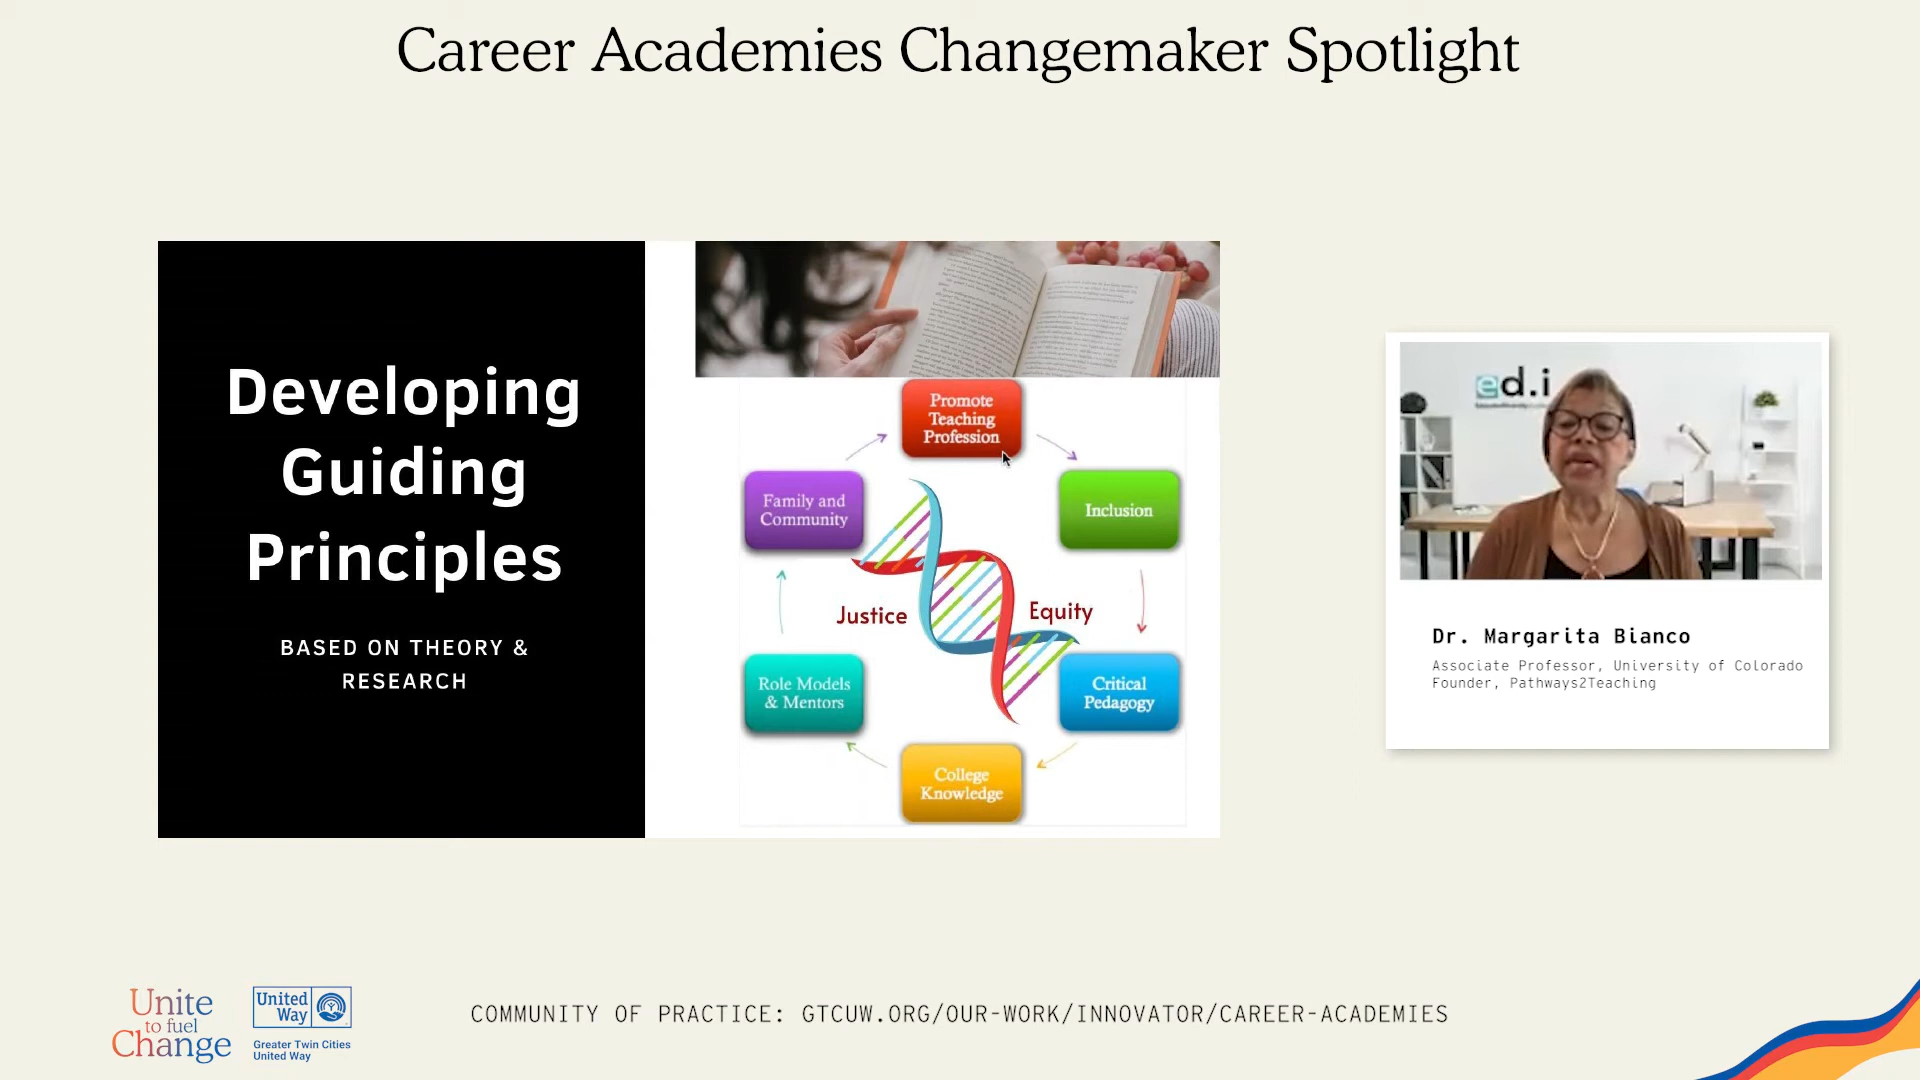 Career Academies Changemaker Spotlight
Developing
Guiding
Principles
BASED ON THEORY &
RESEARCH
Promote
Teaching
Profession
Family and
Community
Inclusion
Justice
Equity
Role Models
& Mentors
Critical
Pedagogy
College
Knowledge
ed.i
Dr. Margarita Bianco
Associate Professor, University of Colorado
Founder, Pathways2Teaching
Unite
to fuel
Change
United
Way
Greater Twin Cities
United Way
COMMUNITY OF PRACTICE: GTCUW.ORG/OUR-WORK/INNOVATOR/CAREER-ACADEMIES